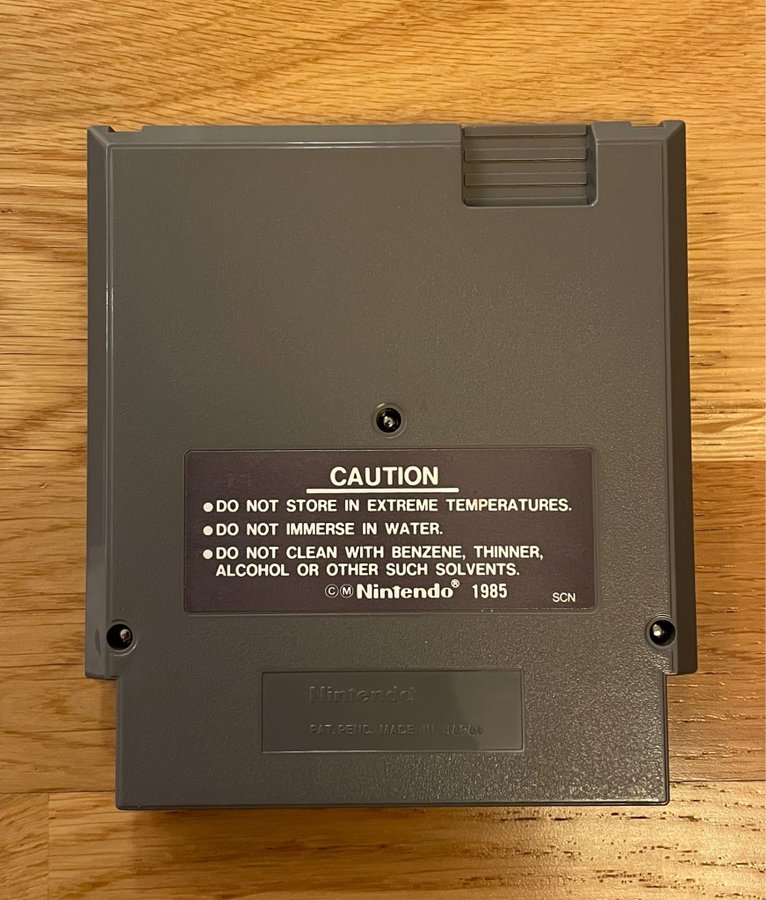 CAUTION
●DO NOT STORE IN EXTREME TEMPERATURES.
●DO NOT IMMERSE IN WATER.
●DO NOT CLEAN WITH BENZENE, THINNER,
ALCOHOL OR OTHER SUCH SOLVENTS.
ⒸⓂNintendo® 1985 SCN
Nintendo
PAT. PEND. MADE IN JAPAN